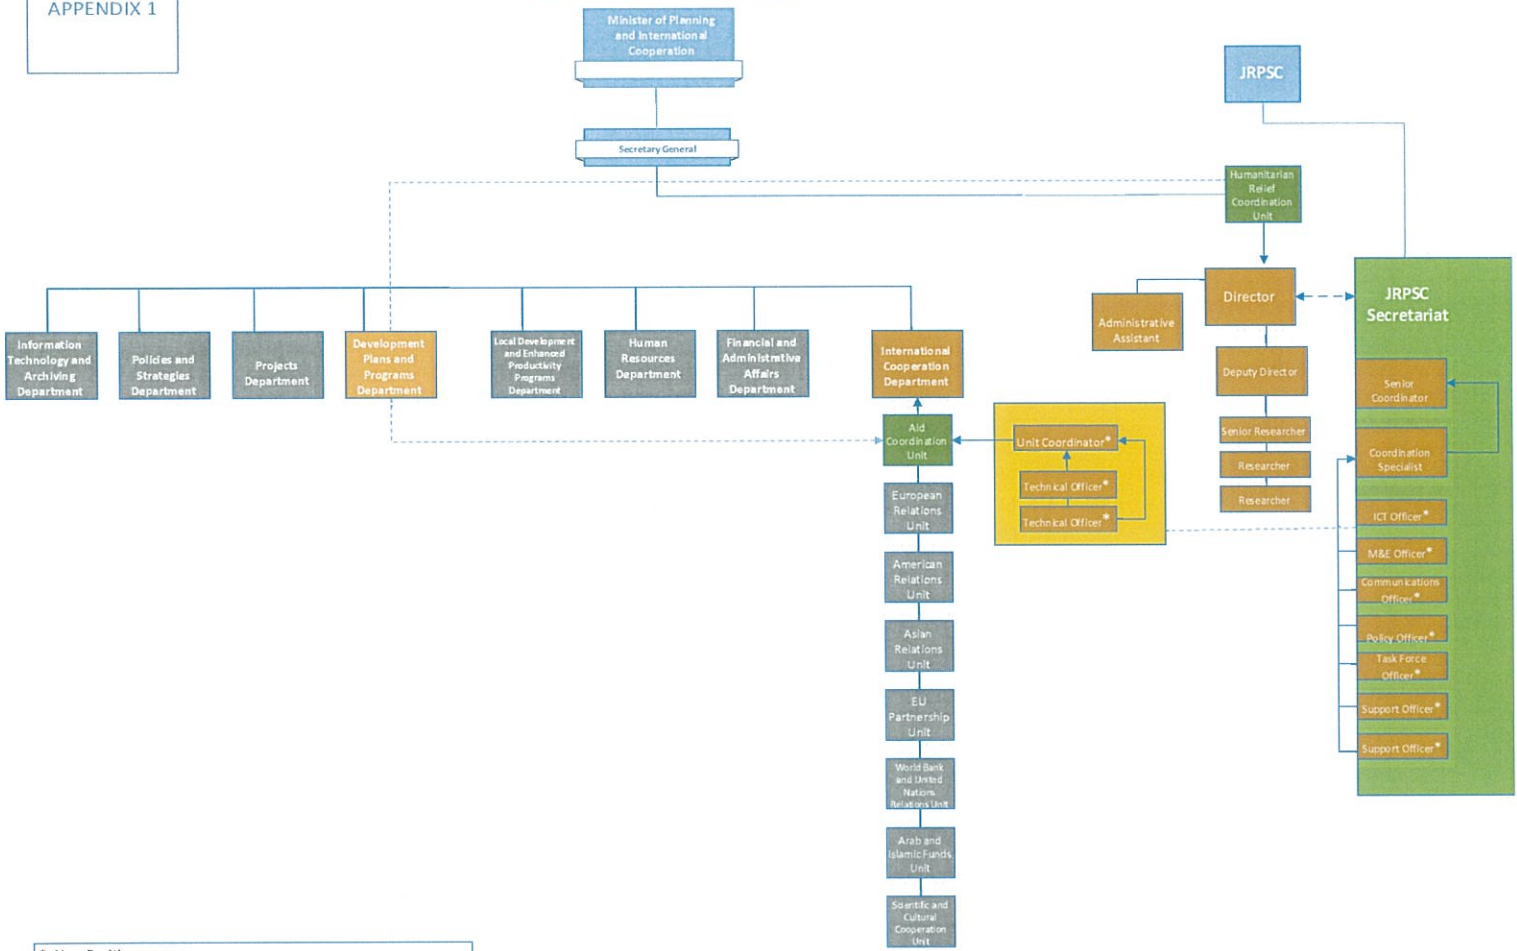 APPENDIX 1
Minister of Planning
and International
Cooperation
JRPSC
Secretary General
Humanitarian
Relief
Coordination
Unit
Director
JRPSC
Secretariat
Administrative
Assistant
Deputy Director
Senior Researcher
Researcher
Researcher
Senior
Coordinator
Coordination
Specialist
ICT Officer*
M&E Officer*
Communications
Officer*
Policy Officer*
Task Force
Officer*
Support Officer*
Support Officer*
Information
Technology and
Archiving
Department
Policies and
Strategies
Department
Projects
Department
Development
Plans and
Programs
Department
Local Development
and Enhanced
Productivity
Programs
Department
Human
Resources
Department
Financial and
Administrative
Affairs
Department
International
Cooperation
Department
Aid
Coordination
Unit
Unit Coordinator*
Technical Officer*
Technical Officer*
European
Relations
Unit
American
Relations
Unit
Asian
Relations
Unit
EU
Partnership
Unit
World Bank
and United
Nations
Relations Unit
Arab and
Islamic Funds
Unit
Scientific and
Cultural
Cooperation
Unit